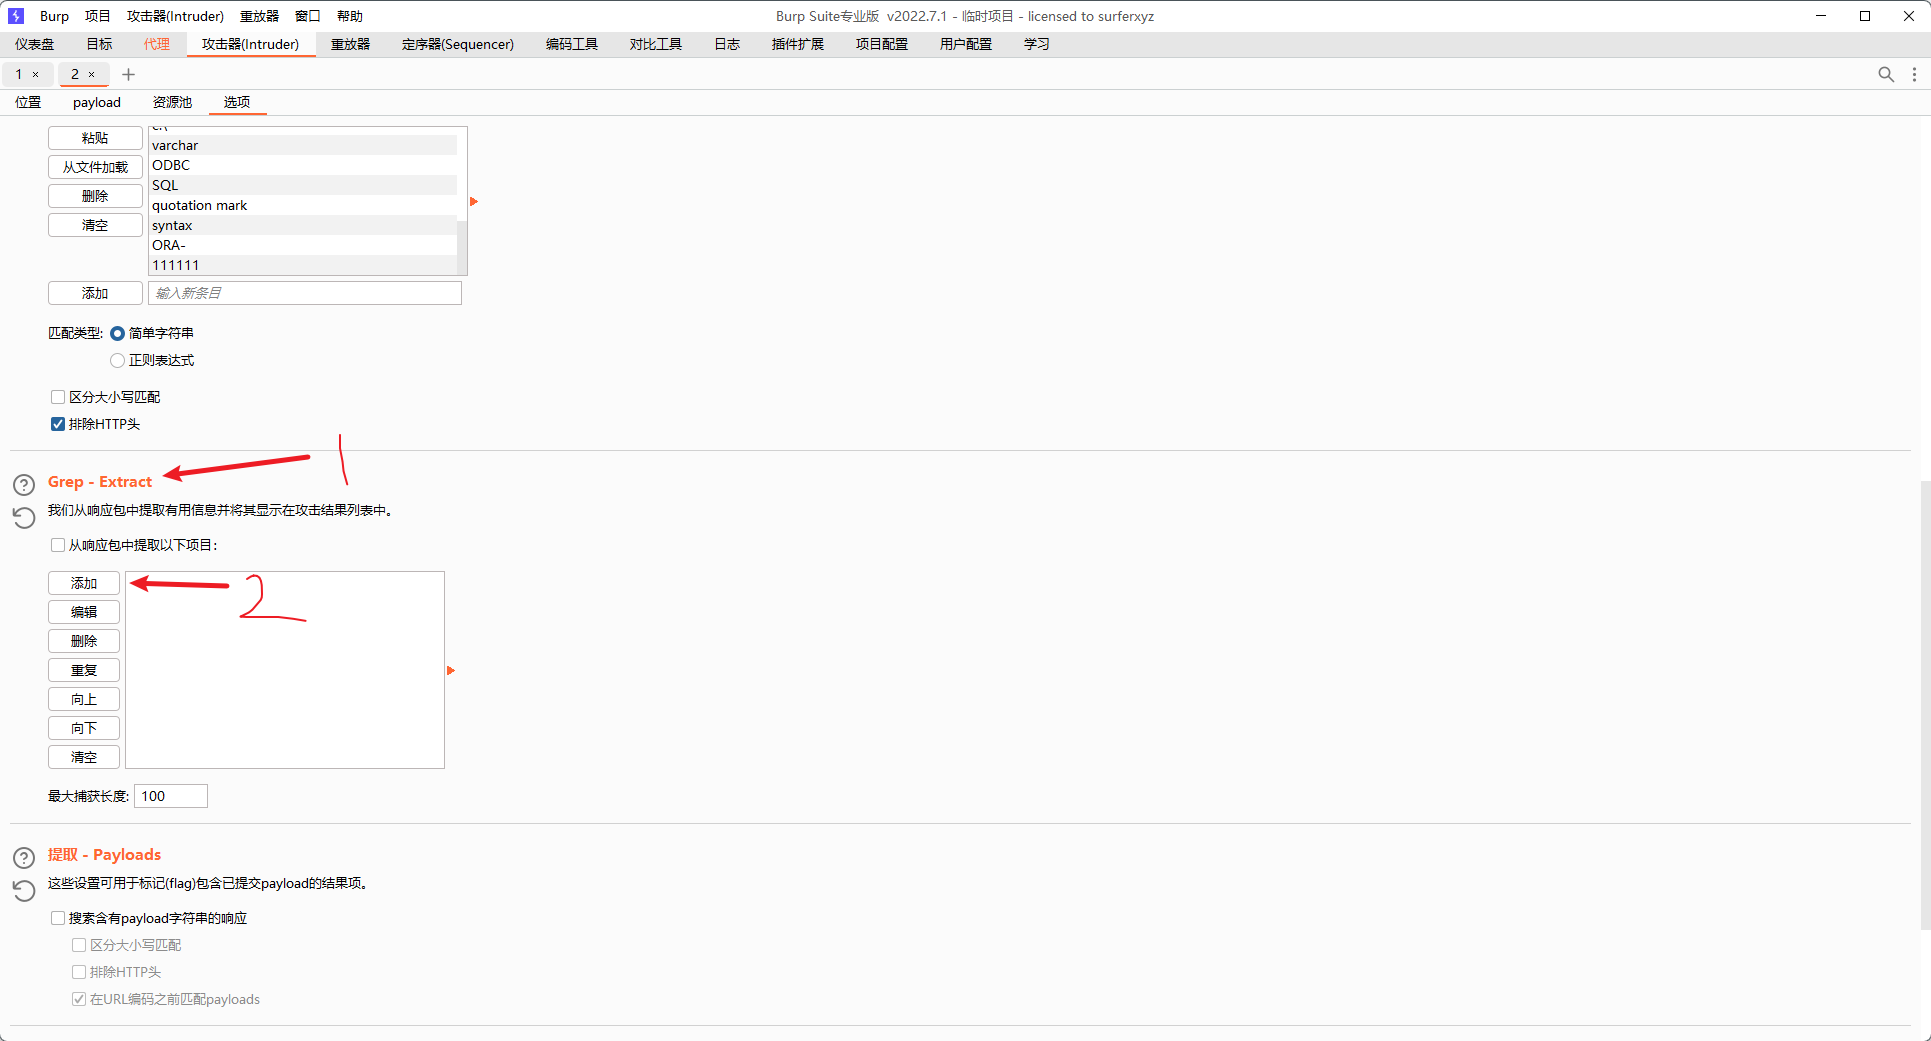 Burp 项目 攻击器(Intruder) 重放器 窗口 帮助 Burp Suite专业版 v2022.7.1 - 临时项目 - licensed to surferxyz
仪表盘 目标 代理 攻击器(Intruder) 重放器 定序器(Sequencer) 编码工具 对比工具 日志 插件扩展 项目配置 用户配置 学习
1 × 2 × +
位置 payload 资源池 选项
粘贴 c:\
varchar
从文件加载 ODBC
SQL
删除
quotation mark
清空 syntax
ORA-
111111
添加 输入新条目
匹配类型: 简单字符串
正则表达式
区分大小写匹配
排除HTTP头
1
Grep - Extract
我们从响应包中提取有用信息并将其显示在攻击结果列表中。
从响应包中提取以下项目:
添加 2
编辑
删除
重复
向上
向下
清空
最大捕获长度: 100
提取 - Payloads
这些设置可用于标记(flag)包含已提交payload的结果项。
搜索含有payload字符串的响应
区分大小写匹配
排除HTTP头
在URL编码之前匹配payloads